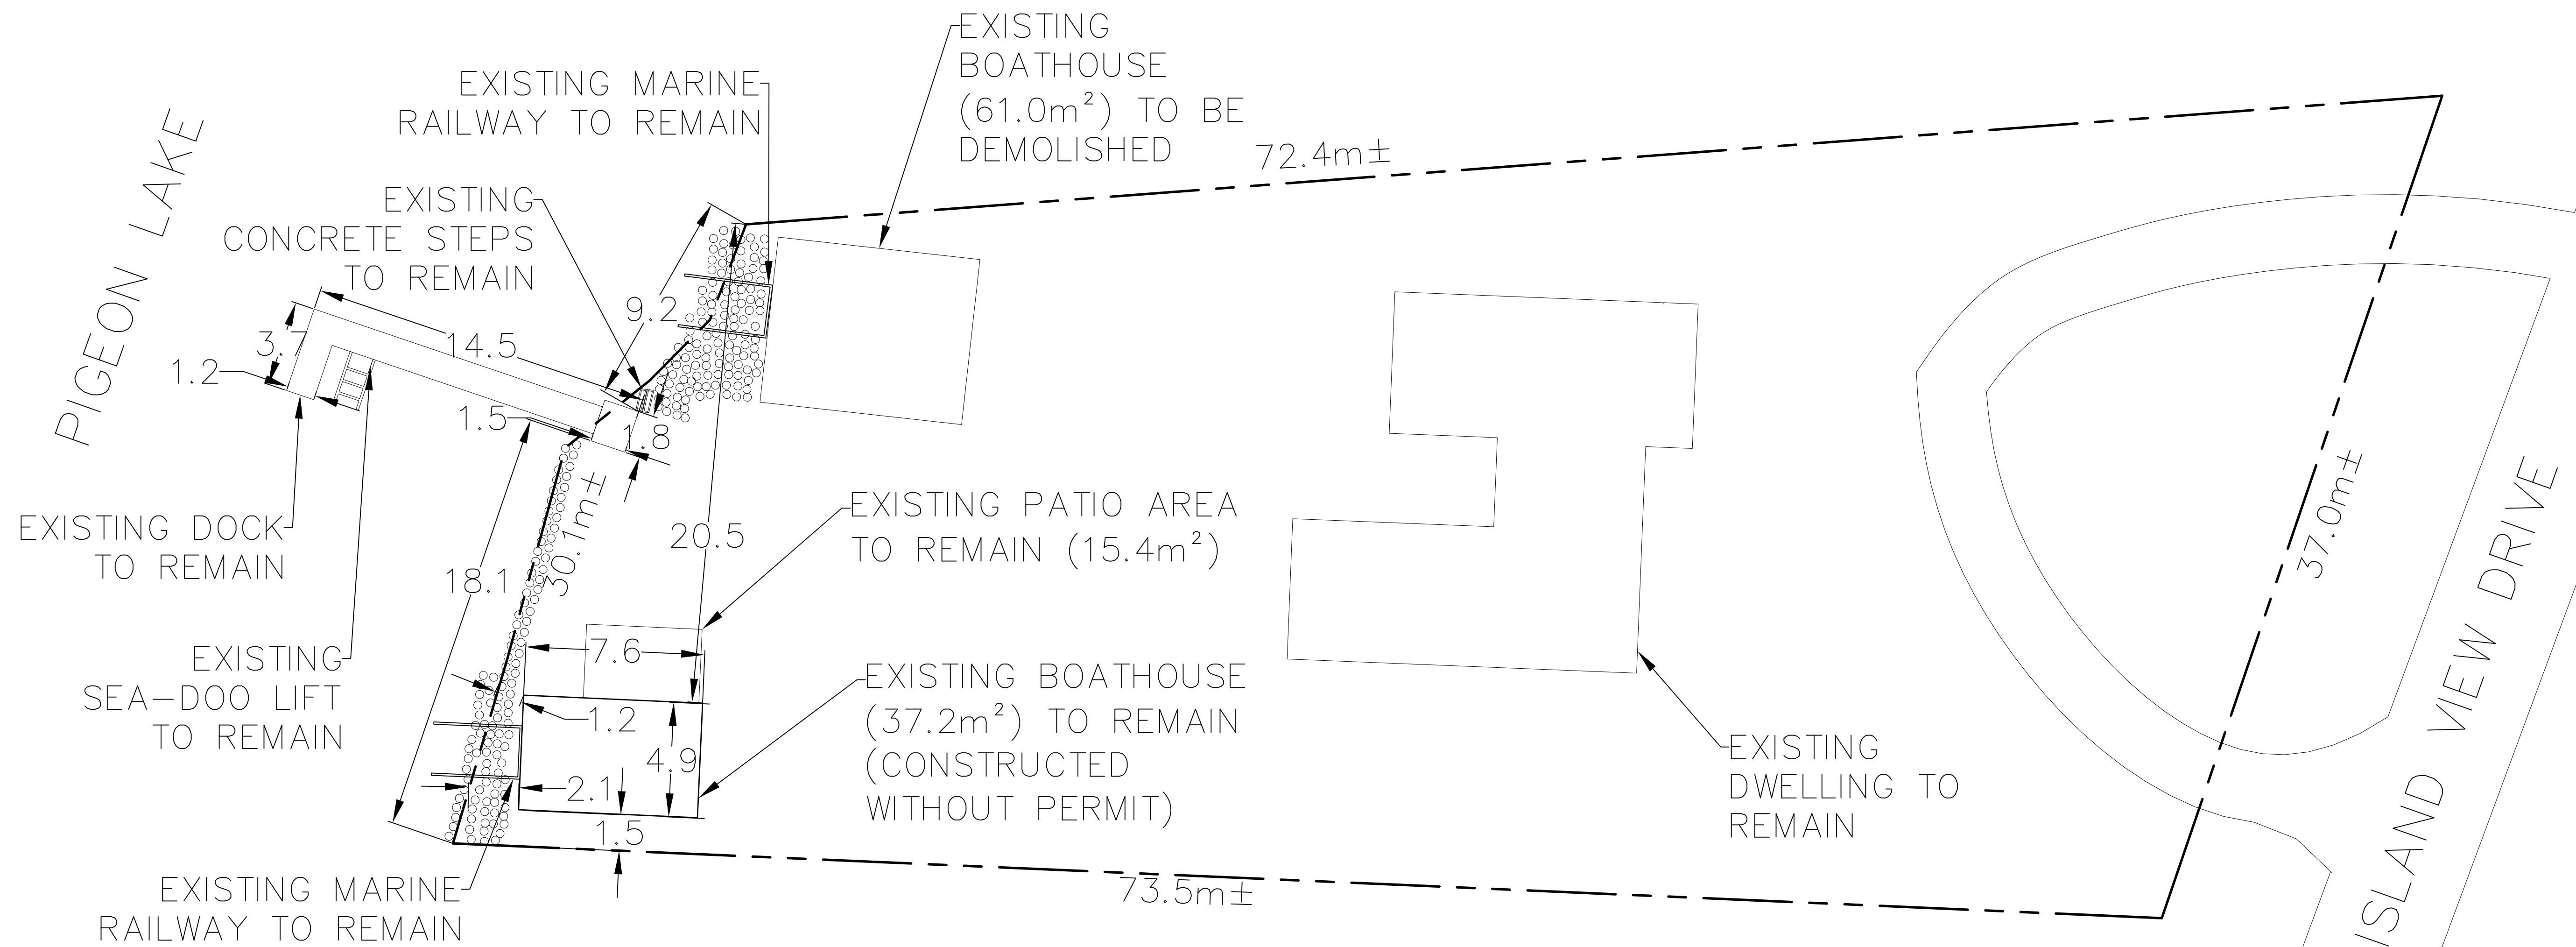 EXISTING
BOATHOUSE
(61.0m²) TO BE
DEMOLISHED
EXISTING MARINE
RAILWAY TO REMAIN
72.4m±
PIGEON LAKE
EXISTING
CONCRETE STEPS
TO REMAIN
9.2
3.7
14.5
1.2
1.5
1.8
EXISTING DOCK
TO REMAIN
30.1m±
18.1
20.5
EXISTING PATIO AREA
TO REMAIN (15.4m²)
37.0m±
ISLAND VIEW DRIVE
EXISTING
SEA-DOO LIFT
TO REMAIN
7.6
1.2
4.9
2.1
1.5
EXISTING BOATHOUSE
(37.2m²) TO REMAIN
(CONSTRUCTED
WITHOUT PERMIT)
EXISTING
DWELLING TO
REMAIN
EXISTING MARINE
RAILWAY TO REMAIN
73.5m±